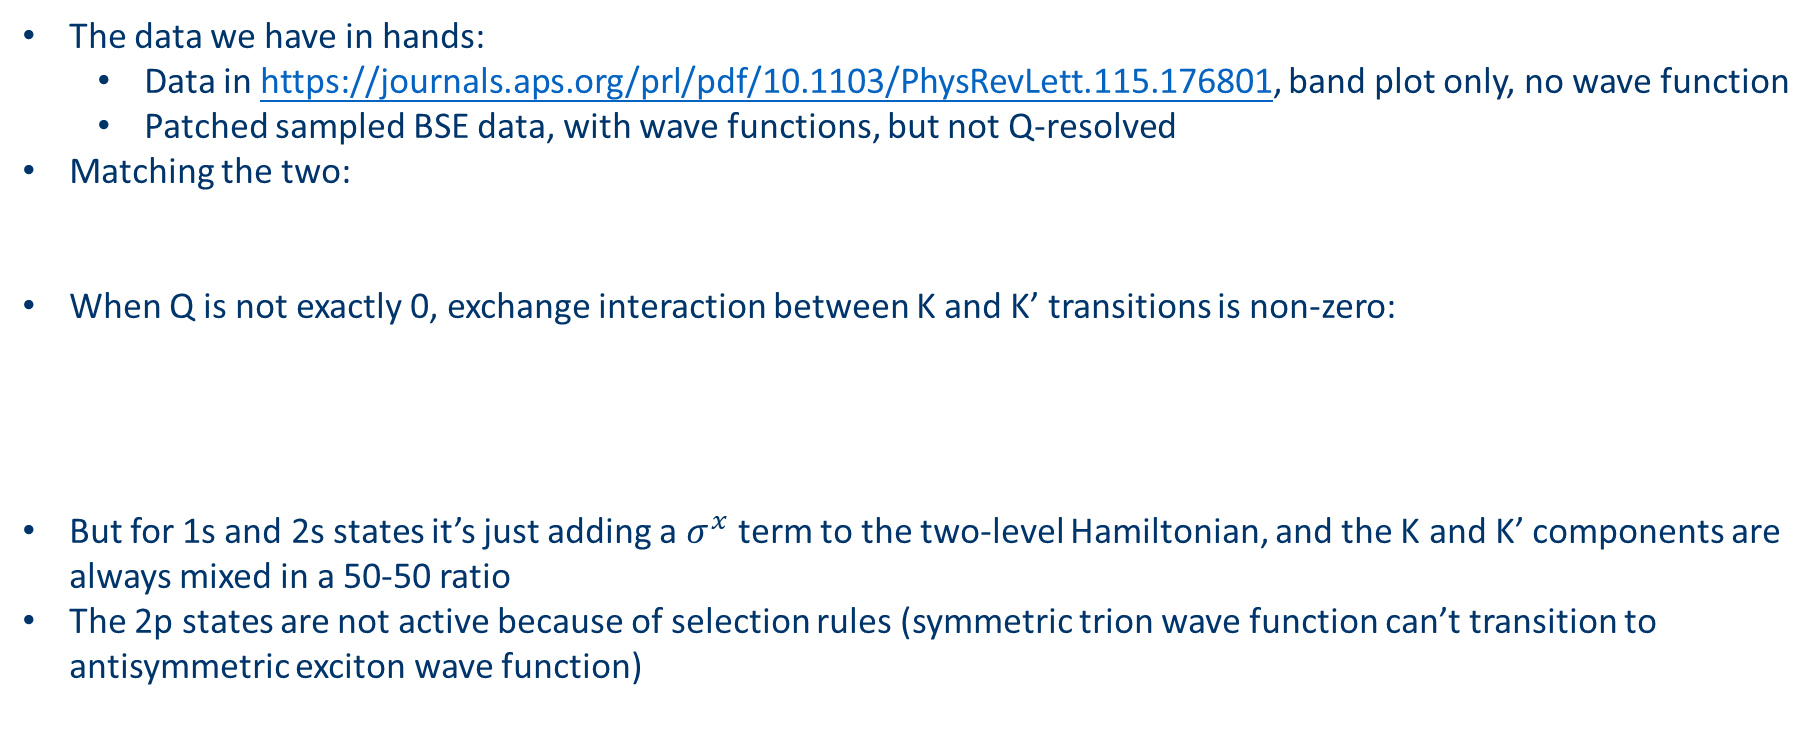 • The data we have in hands:
• Data in https://journals.aps.org/prl/pdf/10.1103/PhysRevLett.115.176801, band plot only, no wave function
• Patched sampled BSE data, with wave functions, but not Q-resolved
• Matching the two:
• When Q is not exactly 0, exchange interaction between K and K’ transitions is non-zero:
• But for 1s and 2s states it’s just adding a σˣ term to the two-level Hamiltonian, and the K and K’ components are
always mixed in a 50-50 ratio
• The 2p states are not active because of selection rules (symmetric trion wave function can’t transition to
antisymmetric exciton wave function)